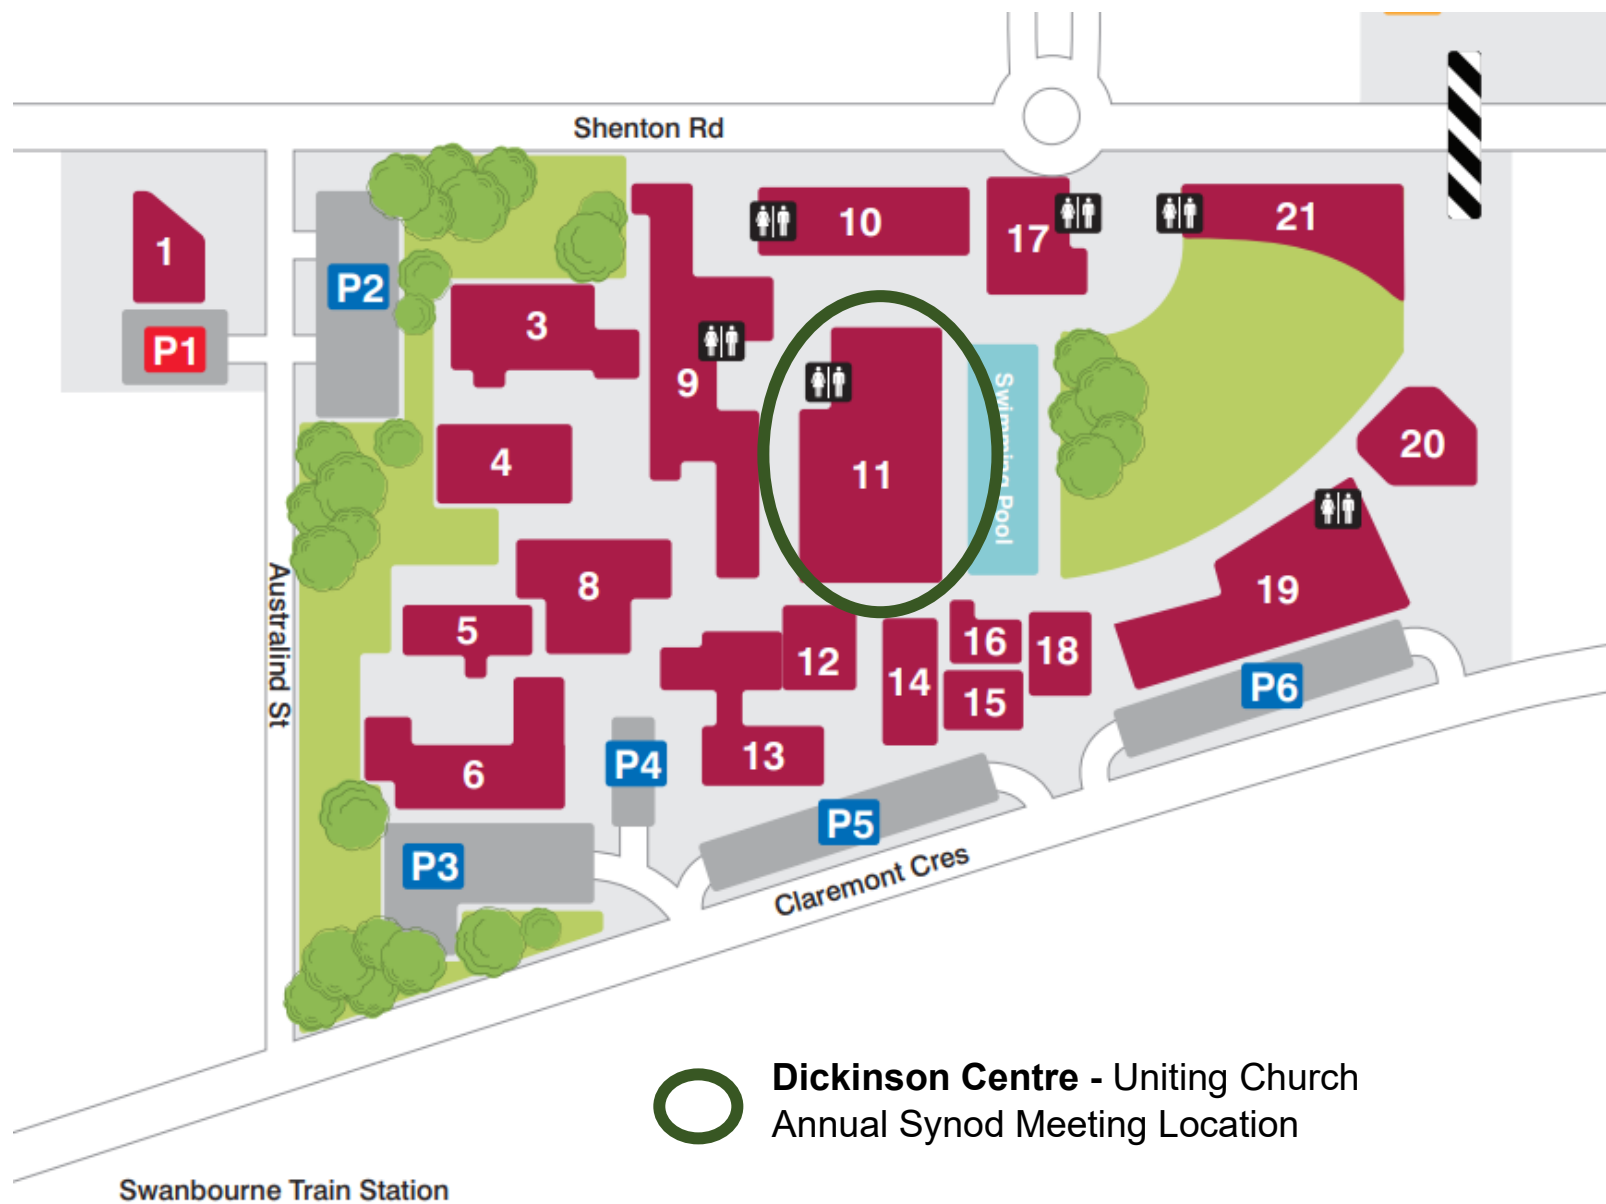 Shenton Rd
1
P1
P2
3
4
9
10
11
17
21
Swimming Pool
20
19
8
5
6
12
13
14
16
15
18
P6
P4
P5
P3
Australind St
Claremont Cres
Dickinson Centre - Uniting Church
Annual Synod Meeting Location
Swanbourne Train Station